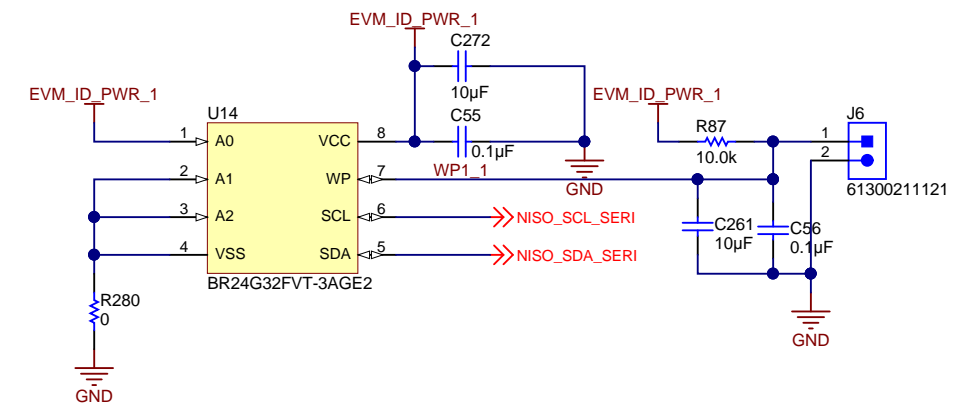 EVM_ID_PWR_1
C272
10µF
EVM_ID_PWR_1
U14
C55
0.1µF
EVM_ID_PWR_1
R87
10.0k
J6
1
2
61300211121
1
A0
VCC
8
2
A1
WP
7
WP1_1
GND
3
A2
SCL
6
NISO_SCL_SERI
4
VSS
SDA
5
NISO_SDA_SERI
BR24G32FVT-3AGE2
C261
10µF
C56
0.1µF
R280
0
GND
GND